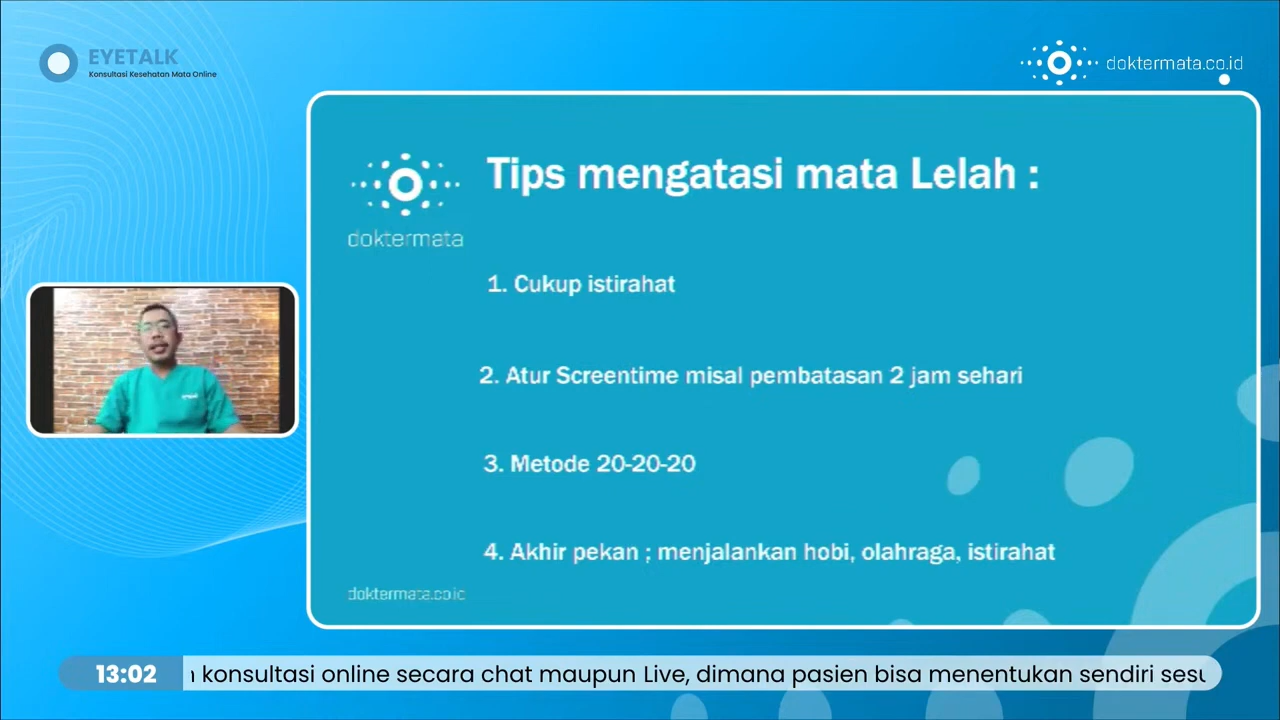 EYETALK
Konsultasi Kesehatan Mata Online
doktermata.co.id
Tips mengatasi mata Lelah :
doktermata
1. Cukup istirahat
2. Atur Screentime misal pembatasan 2 jam sehari
3. Metode 20-20-20
4. Akhir pekan ; menjalankan hobi, olahraga, istirahat
doktermata.co.id
13:02
konsultasi online secara chat maupun Live, dimana pasien bisa menentukan sendiri